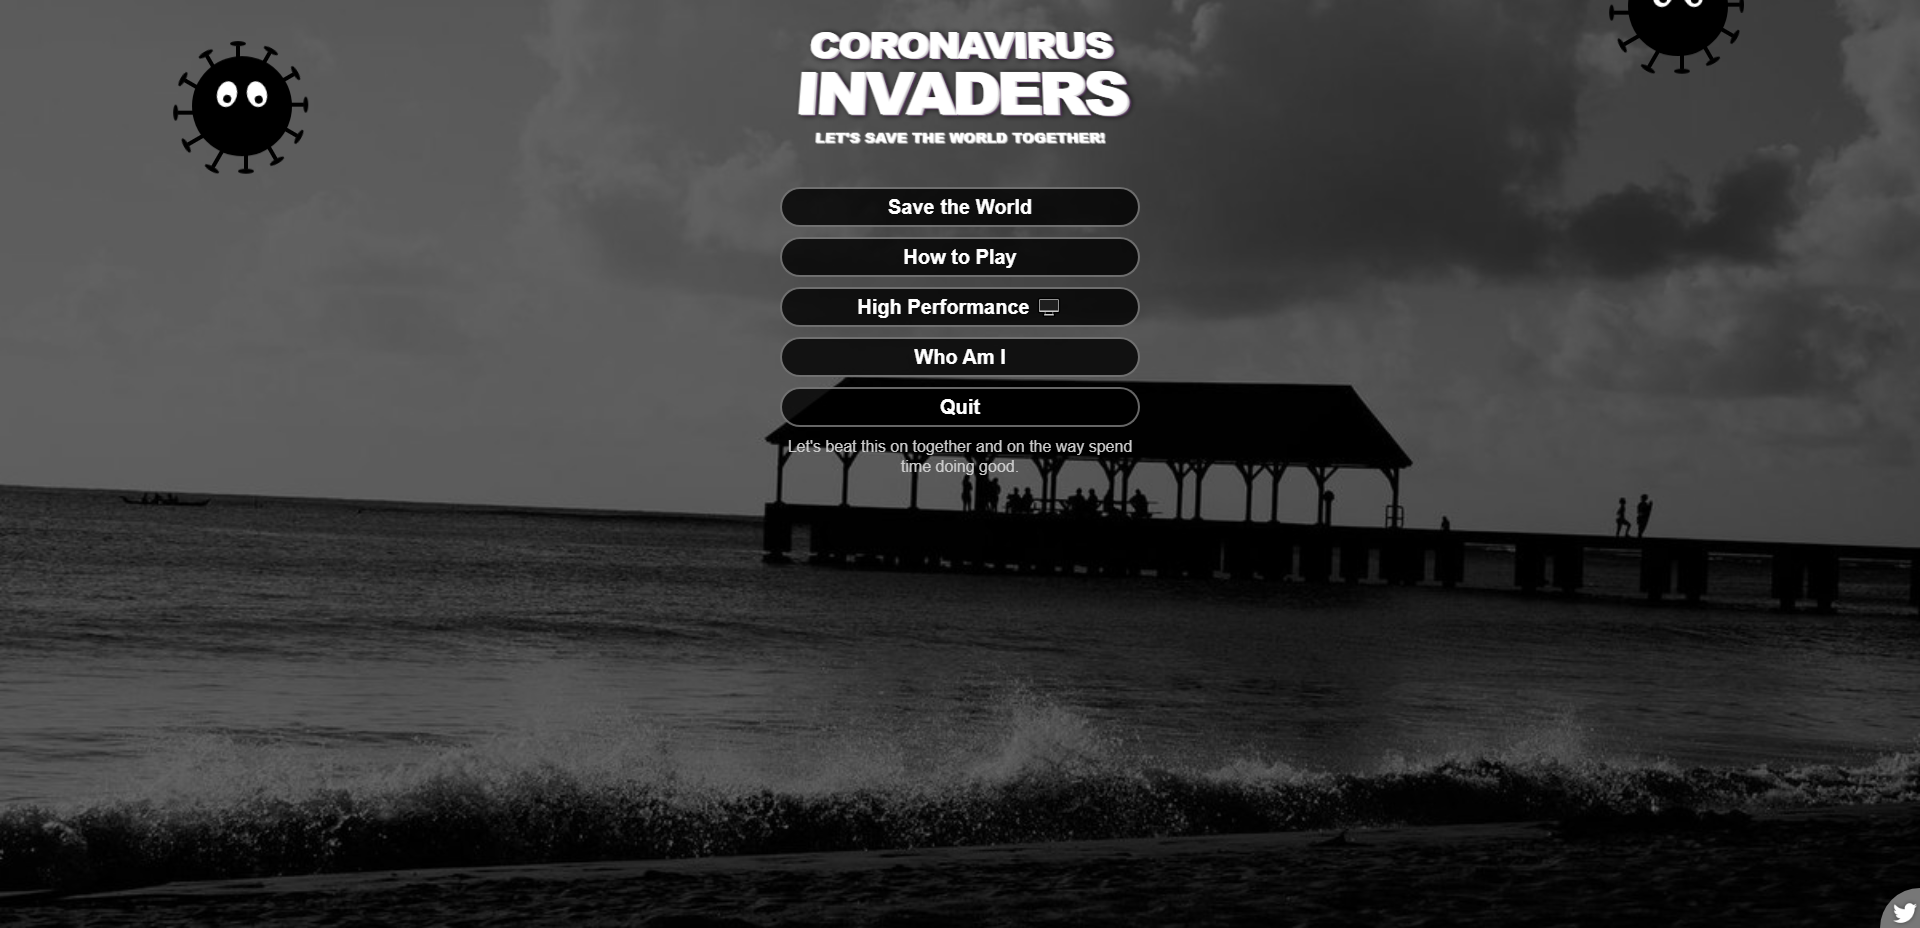 CORONAVIRUS
INVADERS
LET'S SAVE THE WORLD TOGETHER!
Save the World
How to Play
High Performance
Who Am I
Quit
Let's beat this on together and on the way spend
time doing good.